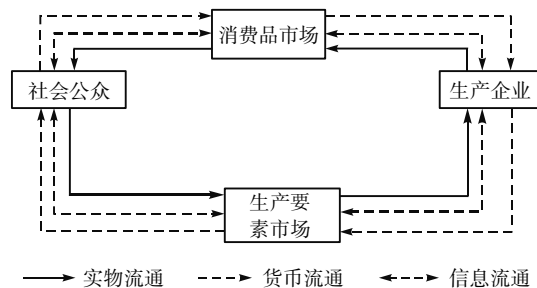 消费品市场
社会公众
生产企业
生产要
素市场
实物流通
货币流通
信息流通